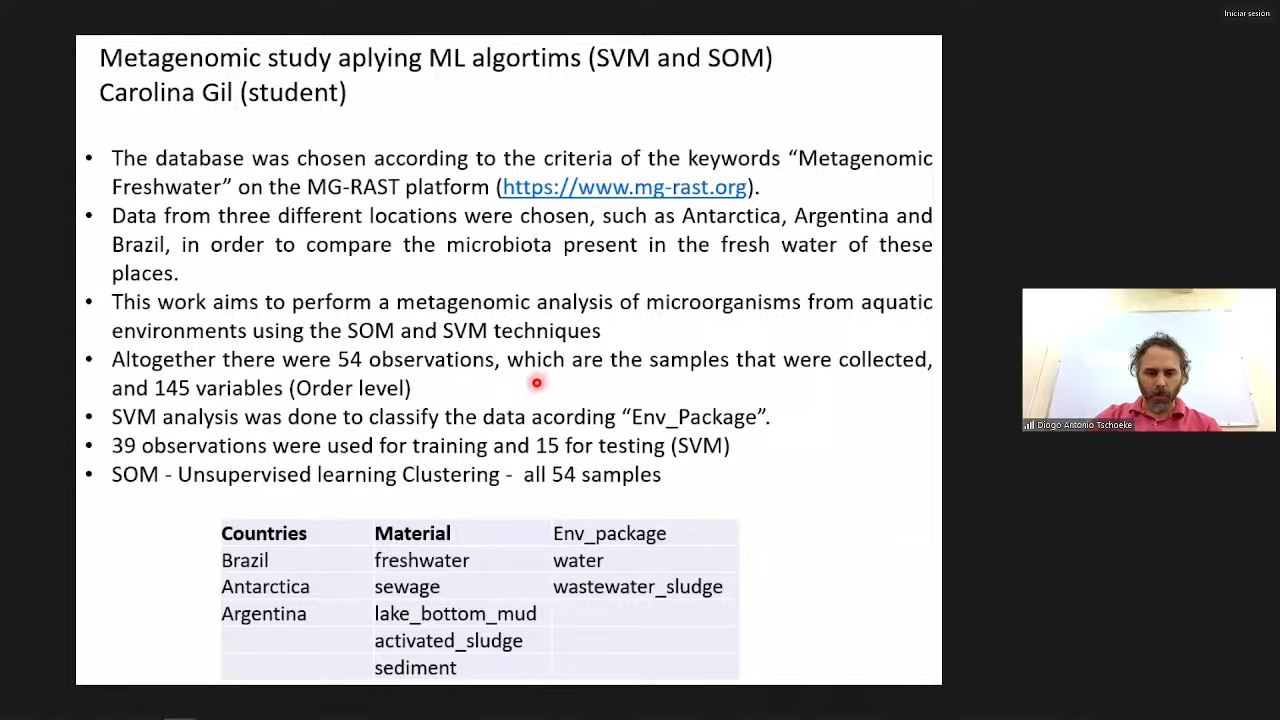 Iniciar sesión
Metagenomic study aplying ML algortims (SVM and SOM)
Carolina Gil (student)
• The database was chosen according to the criteria of the keywords “Metagenomic
Freshwater” on the MG-RAST platform (https://www.mg-rast.org).
• Data from three different locations were chosen, such as Antarctica, Argentina and
Brazil, in order to compare the microbiota present in the fresh water of these
places.
• This work aims to perform a metagenomic analysis of microorganisms from aquatic
environments using the SOM and SVM techniques
• Altogether there were 54 observations, which are the samples that were collected,
and 145 variables (Order level)
• SVM analysis was done to classify the data acording “Env_Package”.
• 39 observations were used for training and 15 for testing (SVM)
• SOM - Unsupervised learning Clustering - all 54 samples
Countries Material Env_package
Brazil freshwater water
Antarctica sewage wastewater_sludge
Argentina lake_bottom_mud
activated_sludge
sediment
Diogo Antonio Tschoeke